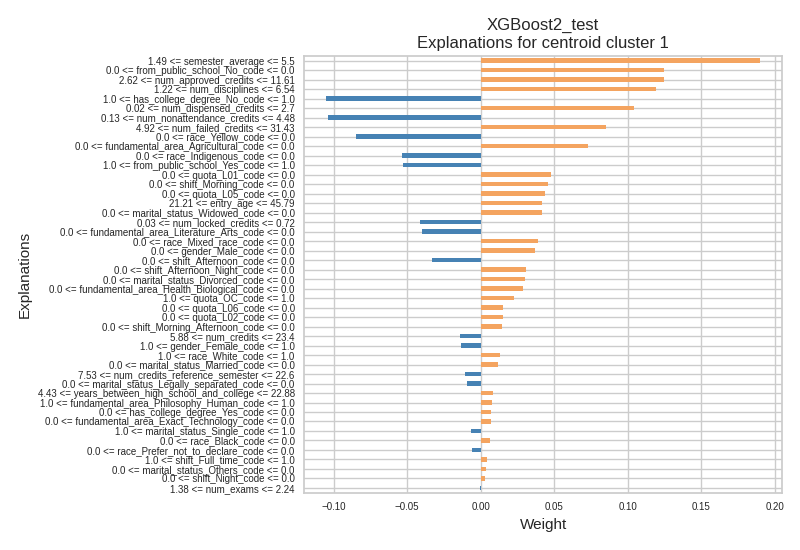 XGBoost2_test
Explanations for centroid cluster 1
1.49 <= semester_average <= 5.5
0.0 <= from_public_school_No_code <= 0.0
2.62 <= num_approved_credits <= 11.61
1.22 <= num_disciplines <= 6.54
1.0 <= has_college_degree_No_code <= 1.0
0.02 <= num_dispensed_credits <= 2.7
0.13 <= num_nonattendance_credits <= 4.48
4.92 <= num_failed_credits <= 31.43
0.0 <= race_Yellow_code <= 0.0
0.0 <= fundamental_area_Agricultural_code <= 0.0
0.0 <= race_Indigenous_code <= 0.0
1.0 <= from_public_school_Yes_code <= 1.0
0.0 <= quota_L01_code <= 0.0
0.0 <= shift_Morning_code <= 0.0
0.0 <= quota_L05_code <= 0.0
21.21 <= entry_age <= 45.79
0.0 <= marital_status_Widowed_code <= 0.0
0.03 <= num_locked_credits <= 0.72
0.0 <= fundamental_area_Literature_Arts_code <= 0.0
0.0 <= race_Mixed_race_code <= 0.0
0.0 <= gender_Male_code <= 0.0
0.0 <= shift_Afternoon_code <= 0.0
0.0 <= shift_Afternoon_Night_code <= 0.0
0.0 <= marital_status_Divorced_code <= 0.0
0.0 <= fundamental_area_Health_Biological_code <= 0.0
1.0 <= quota_OC_code <= 1.0
0.0 <= quota_L06_code <= 0.0
0.0 <= quota_L02_code <= 0.0
0.0 <= shift_Morning_Afternoon_code <= 0.0
5.88 <= num_credits <= 23.4
1.0 <= gender_Female_code <= 1.0
1.0 <= race_White_code <= 1.0
0.0 <= marital_status_Married_code <= 0.0
7.53 <= num_credits_reference_semester <= 22.6
0.0 <= marital_status_Legally_separated_code <= 0.0
4.43 <= years_between_high_school_and_college <= 22.88
1.0 <= fundamental_area_Philosophy_Human_code <= 1.0
0.0 <= has_college_degree_Yes_code <= 0.0
0.0 <= fundamental_area_Exact_Technology_code <= 0.0
1.0 <= marital_status_Single_code <= 1.0
0.0 <= race_Black_code <= 0.0
0.0 <= race_Prefer_not_to_declare_code <= 0.0
1.0 <= shift_Full_time_code <= 1.0
0.0 <= marital_status_Others_code <= 0.0
0.0 <= shift_Night_code <= 0.0
1.38 <= num_exams <= 2.24
Explanations
−0.10 −0.05 0.00 0.05 0.10 0.15 0.20
Weight